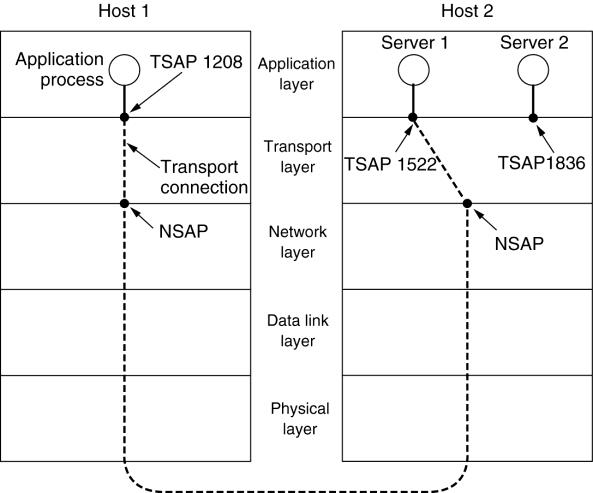 Host 1
Host 2
Application
process
TSAP 1208
Application
layer
Server 1
Server 2
Transport
connection
Transport
layer
TSAP 1522
TSAP1836
NSAP
Network
layer
NSAP
Data link
layer
Physical
layer